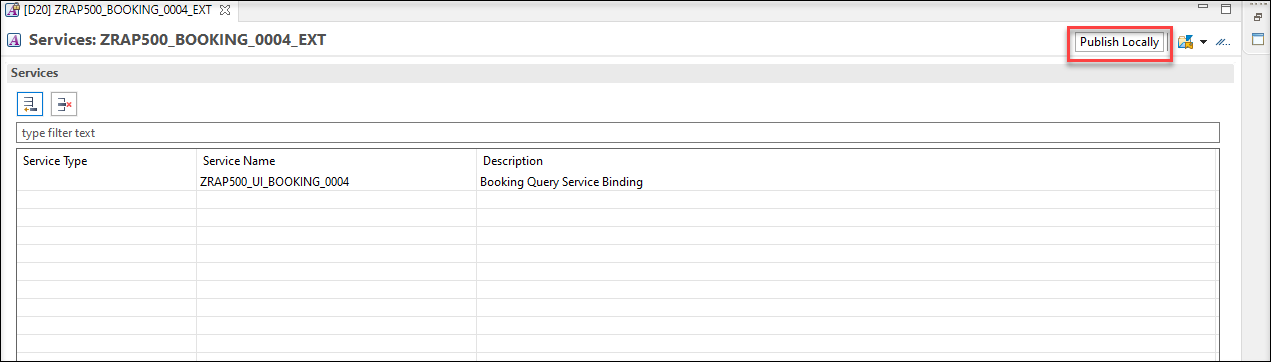 [D20] ZRAP500_BOOKING_0004_EXT
Services: ZRAP500_BOOKING_0004_EXT
Publish Locally
Services
type filter text
Service Type Service Name Description
ZRAP500_UI_BOOKING_0004 Booking Query Service Binding